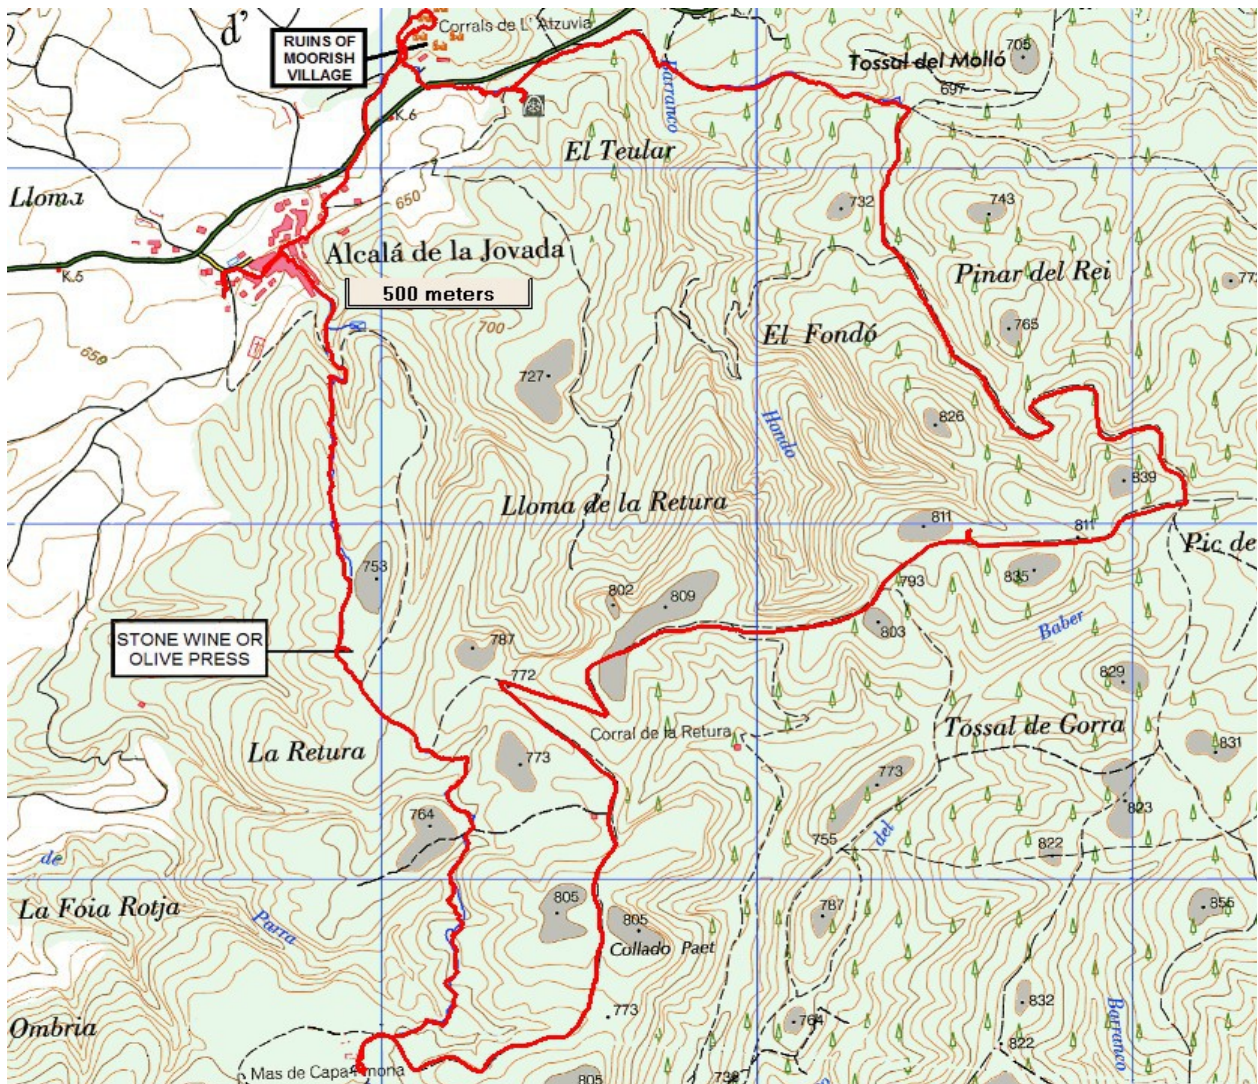 d'
Corrals de L'Atzuvia
RUINS OF
MOORISH
VILLAGE
705
Tossal del Molló
697
Barranco
K.6
El Teular
Lloma
650
732
743
Alcalá de la Jovada
Pinar del Rei
K.5
500 meters
700
765
El Fondó
650
727
826
Hondo
839
Lloma de la Retura
811
811
Pic de
753
802
809
793
835
STONE WINE OR
OLIVE PRESS
787
803
Baber
772
829
Corral de la Retura
Tossal de Gorra
La Retura
773
773
831
764
823
755
del
822
de
La Foia Rotja
805
805
787
855
Parra
Collado Paet
Ombria
773
764
832
Barranco
822
Mas de Capa
805